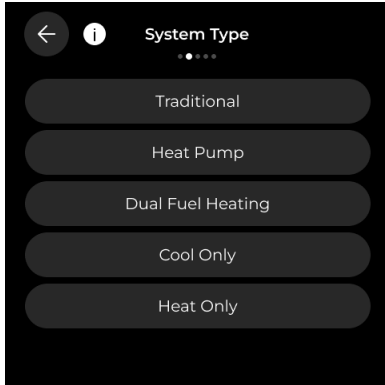 i
System Type
Traditional
Heat Pump
Dual Fuel Heating
Cool Only
Heat Only